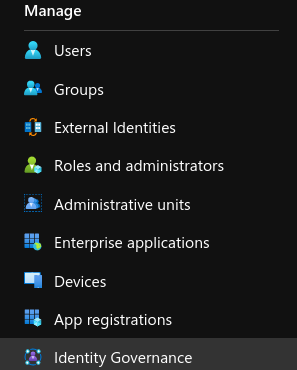 Manage
Users
Groups
External Identities
Roles and administrators
Administrative units
Enterprise applications
Devices
App registrations
Identity Governance